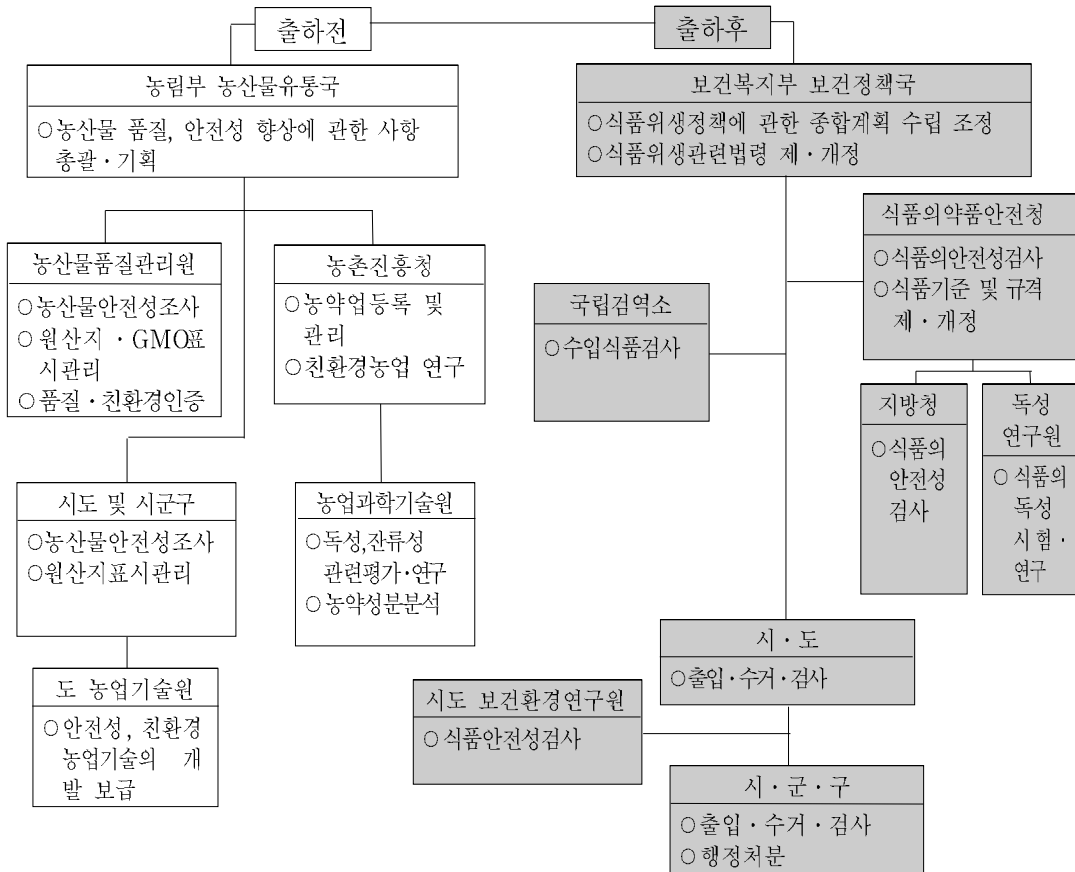 출하전
출하후
농림부 농산물유통국
○농산물 품질, 안전성 향상에 관한 사항
총괄·기획
보건복지부 보건정책국
○식품위생정책에 관한 종합계획 수립 조정
○식품위생관련법령 제·개정
농산물품질관리원
○농산물안전성조사
○원산지 ·GMO표
시관리
○품질·친환경인증
농촌진흥청
○농약업등록 및
관리
○친환경농업 연구
국립검역소
○수입식품검사
식품의약품안전청
○식품의안전성검사
○식품기준 및 규격
제·개정
지방청
○식품의
안전성
검사
독성
연구원
○식품의
독성
시험·
연구
시도 및 시군구
○농산물안전성조사
○원산지표시관리
농업과학기술원
○독성,잔류성
관련평가·연구
○농약성분분석
도 농업기술원
○안전성, 친환경
농업기술의 개
발 보급
시·도
○출입·수거·검사
시도 보건환경연구원
○식품안전성검사
시·군·구
○출입·수거·검사
○행정처분